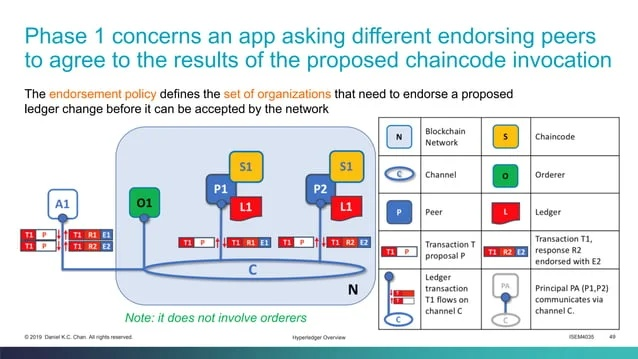 Phase 1 concerns an app asking different endorsing peers
to agree to the results of the proposed chaincode invocation
The endorsement policy defines the set of organizations that need to endorse a proposed
ledger change before it can be accepted by the network
A1
T1 P T1 R1 E1
T1 P T1 R2 E2
O1
S1
P1
L1
T1 P T1 R1 E1
S1
P2
L1
T1 P T1 R2 E2
C
N
Note: it does not involve orderers
N
Blockchain
Network
S
Chaincode
C
Channel
O
Orderer
P
Peer
L
Ledger
T1 P
Transaction T
proposal P
T1 R2 E2
Transaction T1,
response R2
endorsed with E2
T
T
C
Ledger
transaction
T1 flows on
channel C
PA
C
Principal PA (P1,P2)
communicates via
channel C.
© 2019 Daniel K.C. Chan. All rights reserved.
Hyperledger Overview
ISEM4035
49